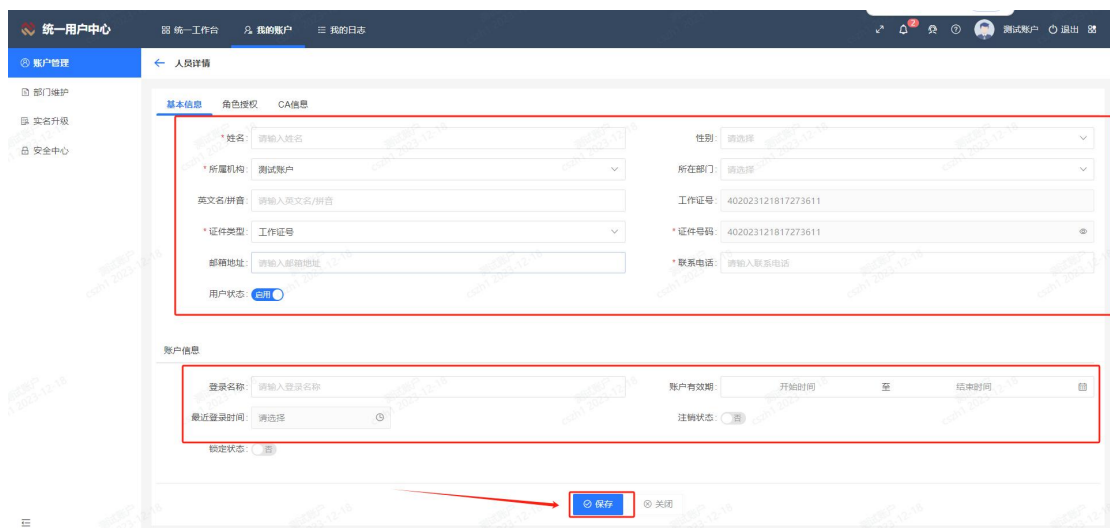 统一用户中心 统一工作台 我的账户 我的日志 2 测试账户 退出
账户管理 人员详情
部门维护
实名升级
安全中心
基本信息 角色授权 CA信息
* 姓名: 请输入姓名 性别: 请选择
* 所属机构: 测试账户 所在部门: 请选择
英文名/拼音: 请输入英文名/拼音 工作证号: 402023121817273611
* 证件类型: 工作证号 * 证件号码: 402023121817273611
邮箱地址: 请输入邮箱地址 * 联系电话: 请输入联系电话
用户状态: 启用
账户信息
登录名称: 请输入登录名称 账户有效期: 开始时间 至 结束时间
最近登录时间: 请选择 注销状态: 否
锁定状态: 否
保存 关闭